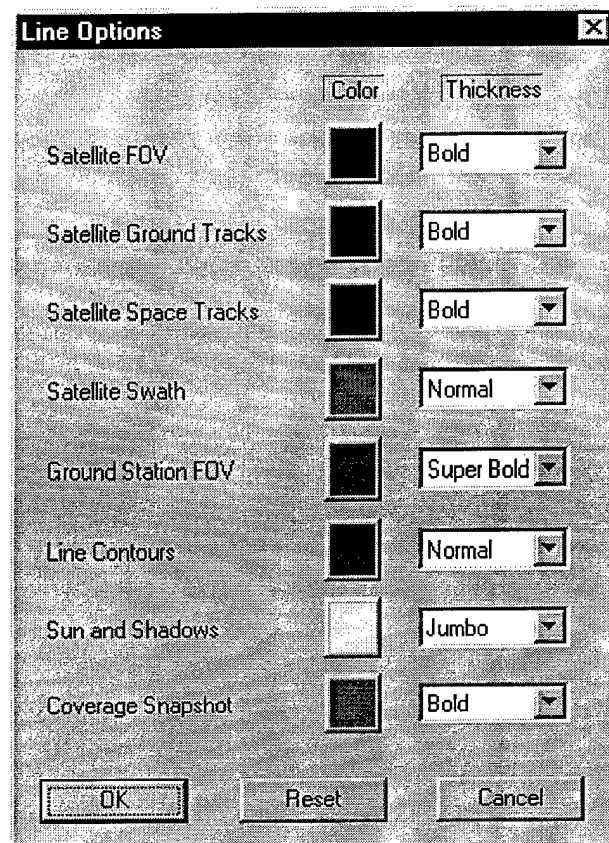 Line Options
Color Thickness
Satellite FOV Bold
Satellite Ground Tracks Bold
Satellite Space Tracks Bold
Satellite Swath Normal
Ground Station FOV Super Bold
Line Contours Normal
Sun and Shadows Jumbo
Coverage Snapshot Bold
OK Reset Cancel